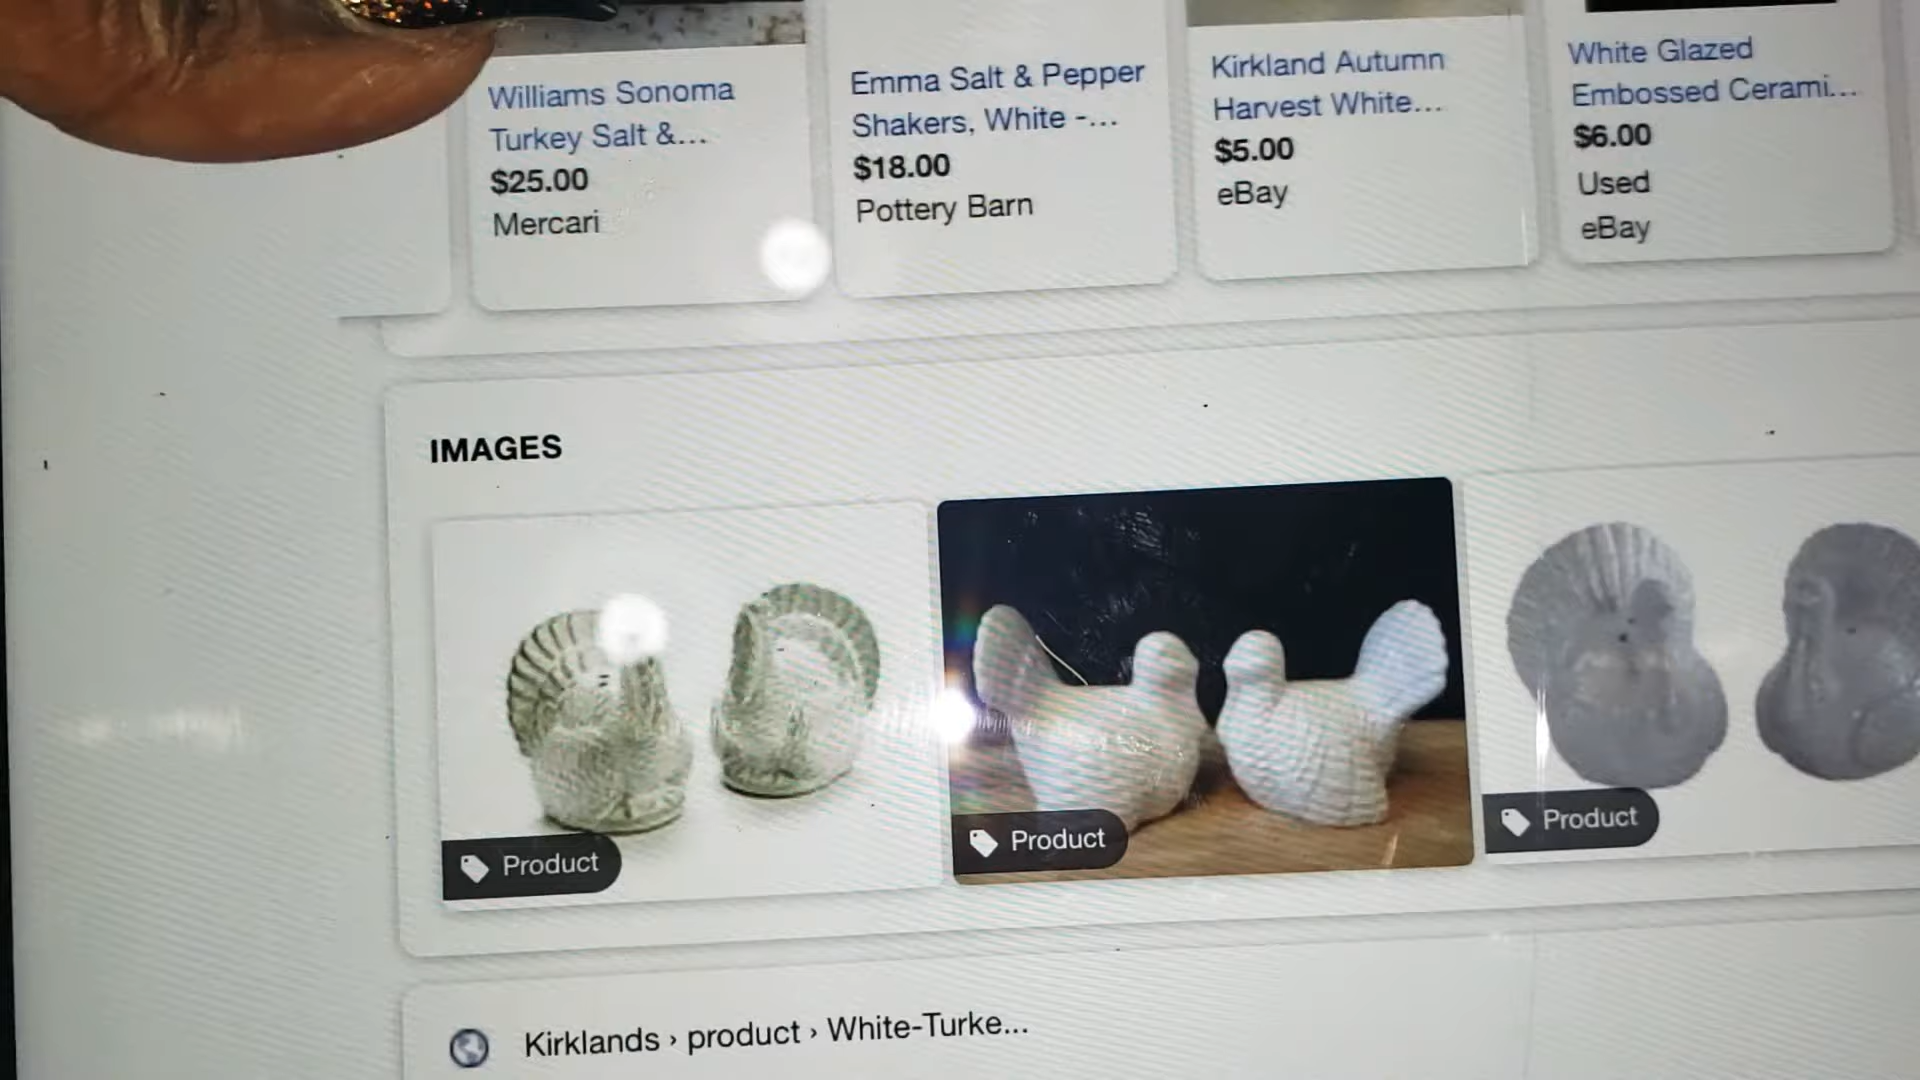 Williams Sonoma
Turkey Salt &...
$25.00
Mercari
Emma Salt & Pepper
Shakers, White -...
$18.00
Pottery Barn
Kirkland Autumn
Harvest White...
$5.00
eBay
White Glazed
Embossed Cerami...
$6.00
Used
eBay
IMAGES
Product
Product
Product
Kirklands › product › White-Turke...